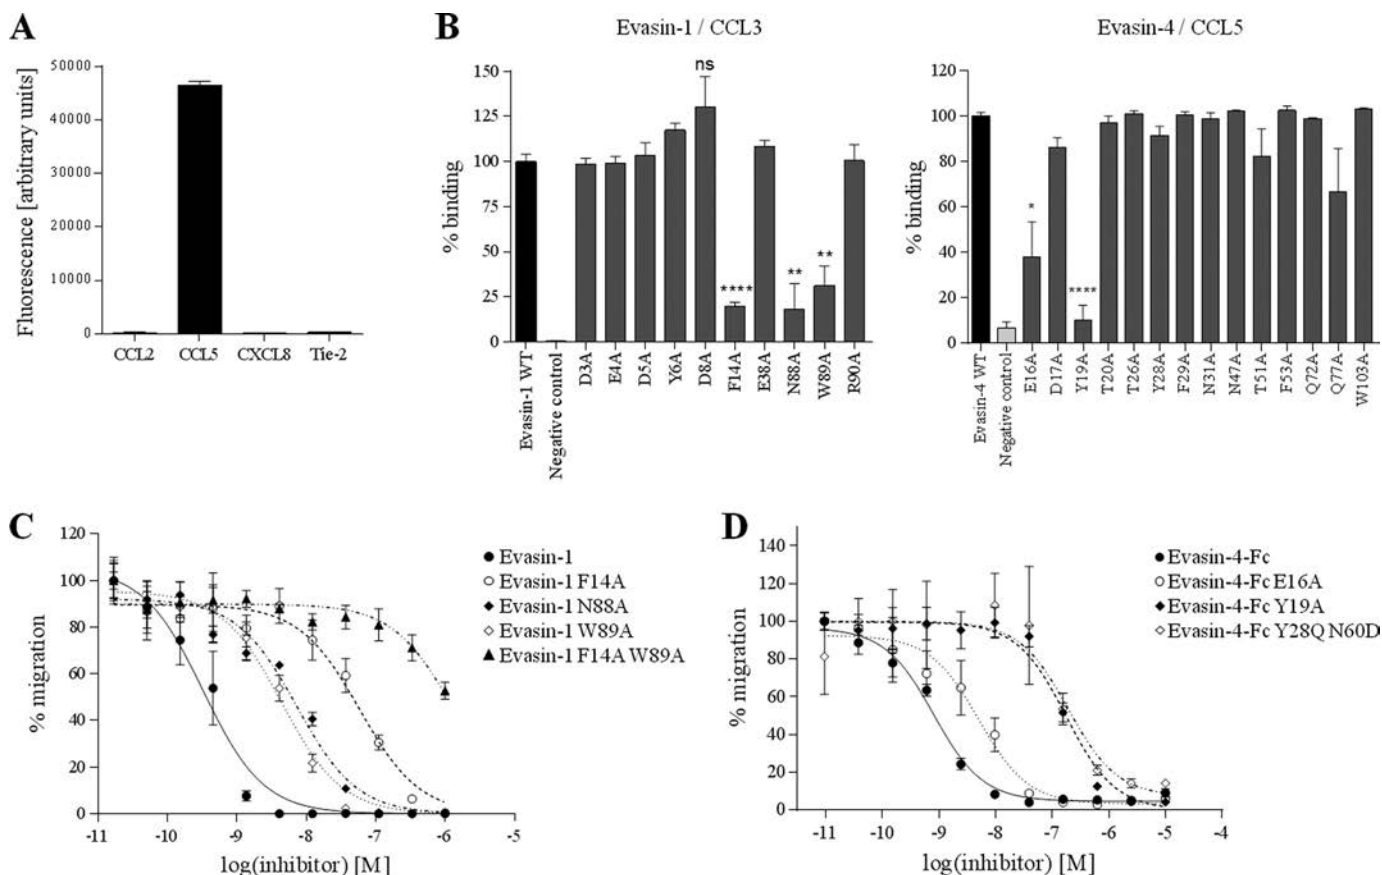 A
Fluorescence [arbitrary units]
50000
40000
30000
20000
10000
0
CCL2 CCL5 CXCL8 Tie-2
B
Evasin-1 / CCL3
% binding
150
125
100
75
50
25
0
ns
****
**
**
Evasin-1 WT
Negative control
D3A
E4A
D5A
Y6A
D8A
F14A
E38A
N88A
W89A
R90A
Evasin-4 / CCL5
% binding
120
100
80
60
40
20
0
*
****
Evasin-4 WT
Negative control
E16A
D17A
Y19A
T20A
T26A
Y28A
F29A
N31A
N47A
T51A
F53A
Q72A
Q77A
W103A
C
% migration
120
100
80
60
40
20
0
-11 -10 -9 -8 -7 -6 -5
log(inhibitor) [M]
Evasin-1
Evasin-1 F14A
Evasin-1 N88A
Evasin-1 W89A
Evasin-1 F14A W89A
D
% migration
140
120
100
80
60
40
20
0
-11 -10 -9 -8 -7 -6 -5 -4
log(inhibitor) [M]
Evasin-4-Fc
Evasin-4-Fc E16A
Evasin-4-Fc Y19A
Evasin-4-Fc Y28Q N60D